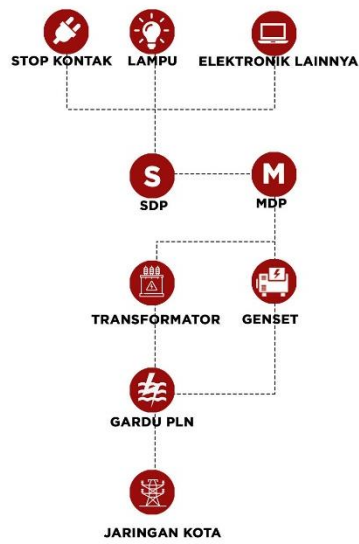 STOP KONTAK
LAMPU
ELEKTRONIK LAINNYA
S
M
SDP
MDP
TRANSFORMATOR
GENSET
GARDU PLN
JARINGAN KOTA